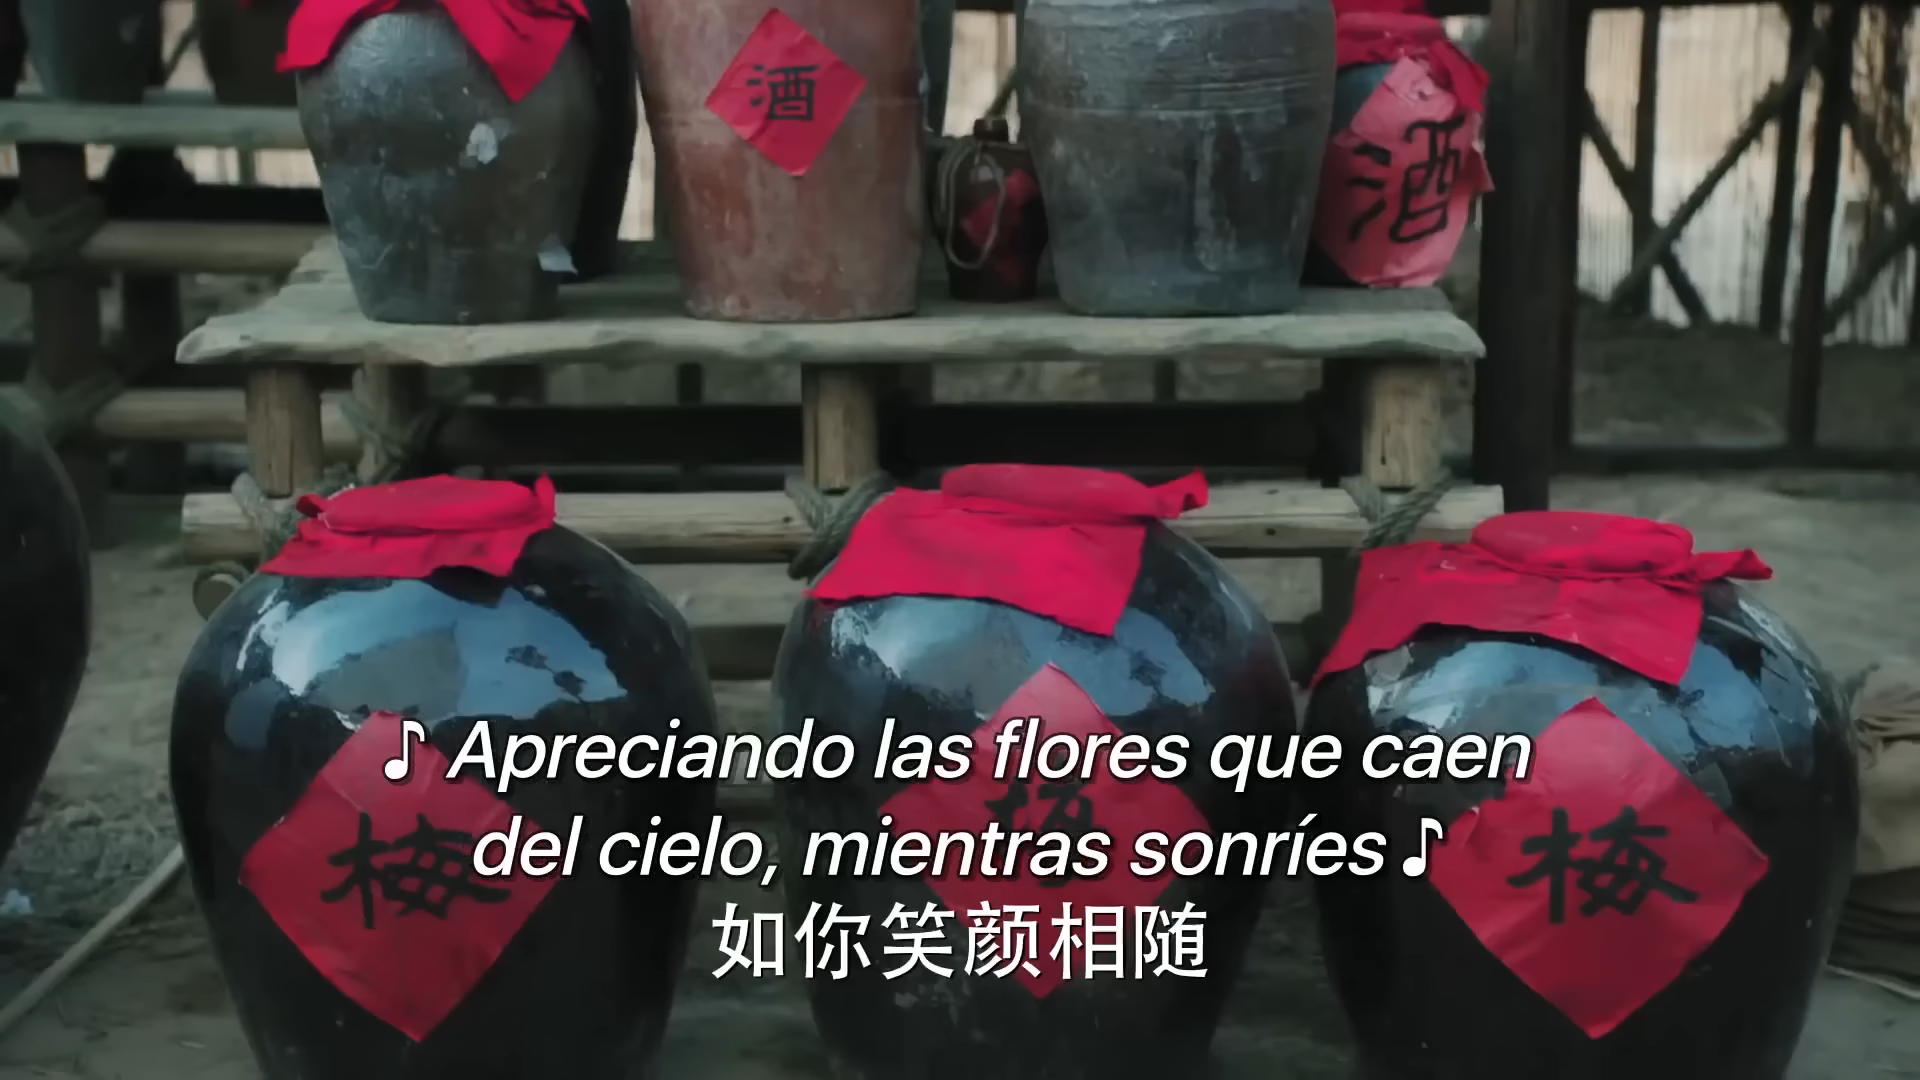 酒
酒
♪ Apreciando las flores que caen
del cielo, mientras sonríes ♪
梅
梅
如你笑颜相随